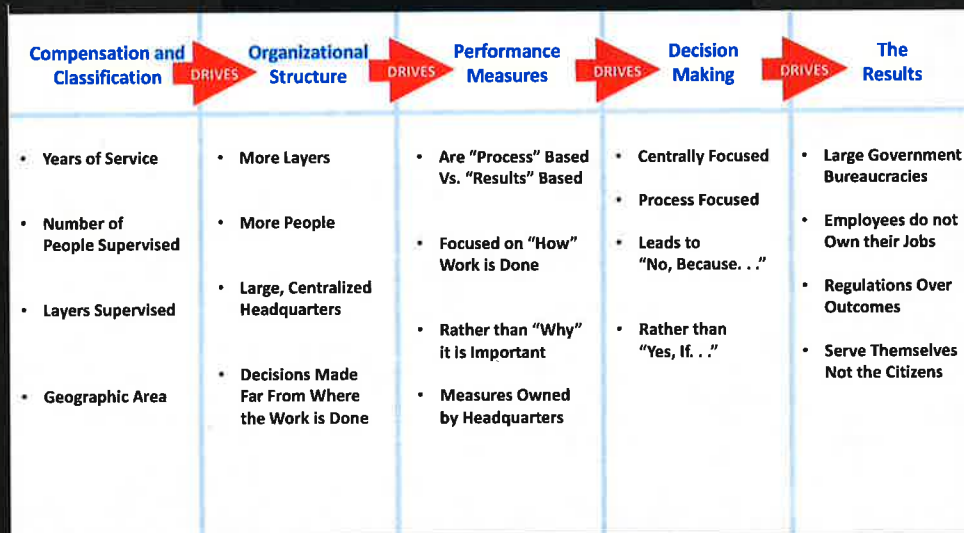 Compensation and
Classification
DRIVES
Organizational
Structure
DRIVES
Performance
Measures
DRIVES
Decision
Making
DRIVES
The
Results
• Years of Service
• Number of
People Supervised
• Layers Supervised
• Geographic Area
• More Layers
• More People
• Large, Centralized
Headquarters
• Decisions Made
Far From Where
the Work is Done
• Are “Process” Based
Vs. “Results” Based
• Focused on “How”
Work is Done
• Rather than “Why”
it is Important
• Measures Owned
by Headquarters
• Centrally Focused
• Process Focused
• Leads to
“No, Because. . .”
• Rather than
“Yes, If. . .”
• Large Government
Bureaucracies
• Employees do not
Own their Jobs
• Regulations Over
Outcomes
• Serve Themselves
Not the Citizens